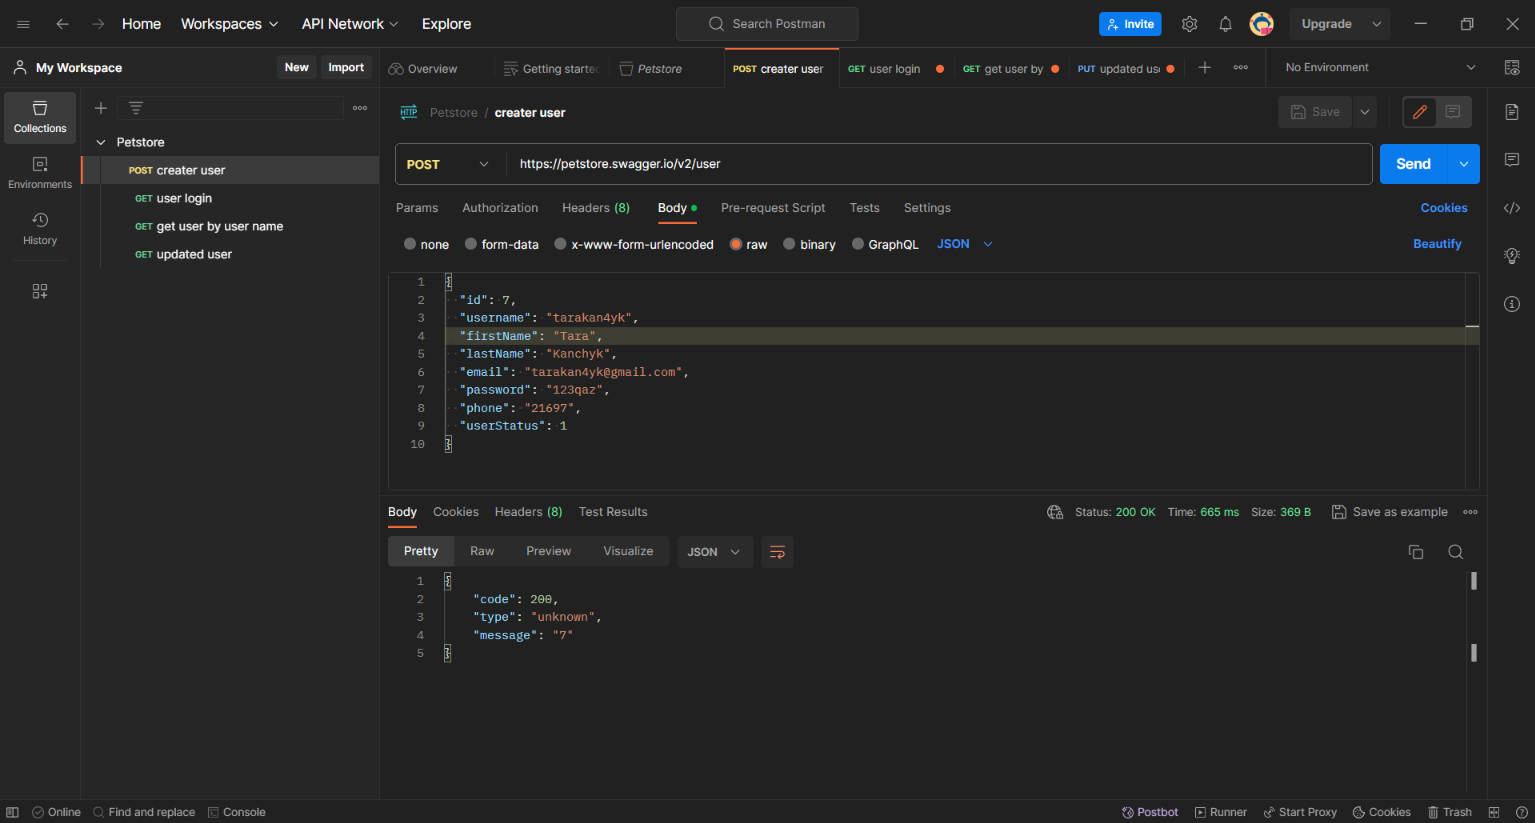 Home Workspaces API Network Explore Search Postman Invite Upgrade
My Workspace New Import Overview Getting started Petstore POST creater user GET user login GET get user by PUT updated use No Environment
Collections
Environments
History
Petstore
POST creater user
GET user login
GET get user by user name
GET updated user
HTTP Petstore / creater user Save
POST https://petstore.swagger.io/v2/user Send
Params Authorization Headers (8) Body Pre-request Script Tests Settings Cookies
none form-data x-www-form-urlencoded raw binary GraphQL JSON Beautify
1 {
2 "id": 7,
3 "username": "tarakan4yk",
4 "firstName": "Tara",
5 "lastName": "Kanchyk",
6 "email": "tarakan4yk@gmail.com",
7 "password": "123qaz",
8 "phone": "21697",
9 "userStatus": 1
10 }
Body Cookies Headers (8) Test Results Status: 200 OK Time: 665 ms Size: 369 B Save as example
Pretty Raw Preview Visualize JSON
1 {
2 "code": 200,
3 "type": "unknown",
4 "message": "7"
5 }
Online Find and replace Console Postbot Runner Start Proxy Cookies Trash